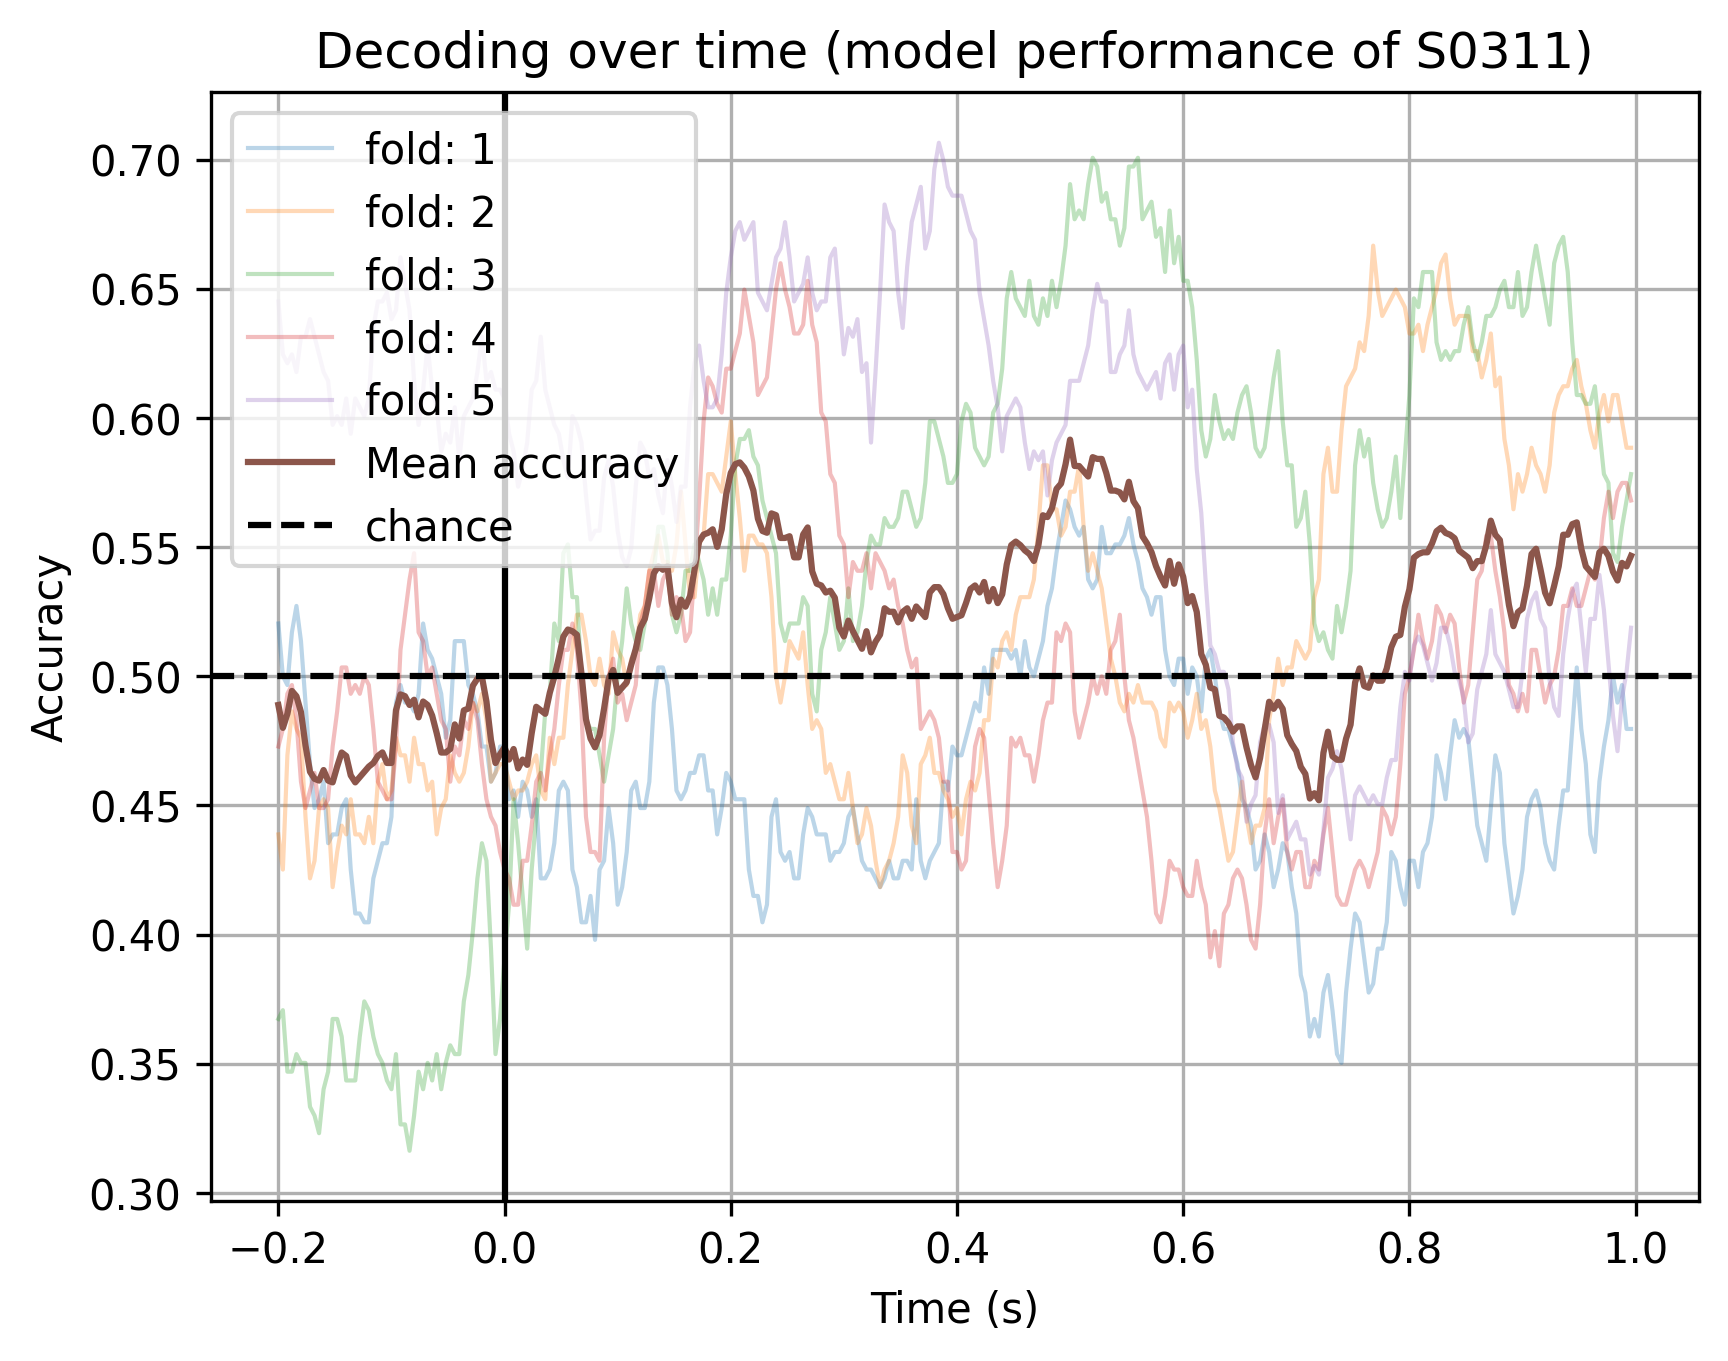 Decoding over time (model performance of S0311)
fold: 1
fold: 2
fold: 3
fold: 4
fold: 5
Mean accuracy
chance
Accuracy
0.70
0.65
0.60
0.55
0.50
0.45
0.40
0.35
0.30
−0.2
0.0
0.2
0.4
0.6
0.8
1.0
Time (s)